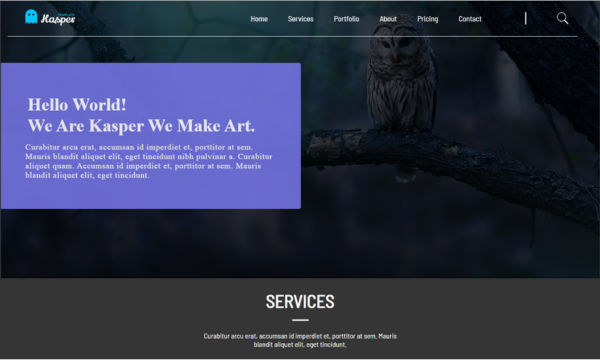 Kasper
Home Services Portfolio About Pricing Contact
Hello World!
We Are Kasper We Make Art.
Curabitur arcu erat, accumsan id imperdiet et, porttitor at sem.
Mauris blandit aliquet elit, eget tincidunt nibh pulvinar a. Curabitur
aliquet quam. Accumsan id imperdiet et, porttitor at sem. Mauris
blandit aliquet elit, eget tincidunt.
SERVICES
Curabitur arcu erat, accumsan id imperdiet et, porttitor at sem. Mauris
blandit aliquet elit, eget tincidunt.